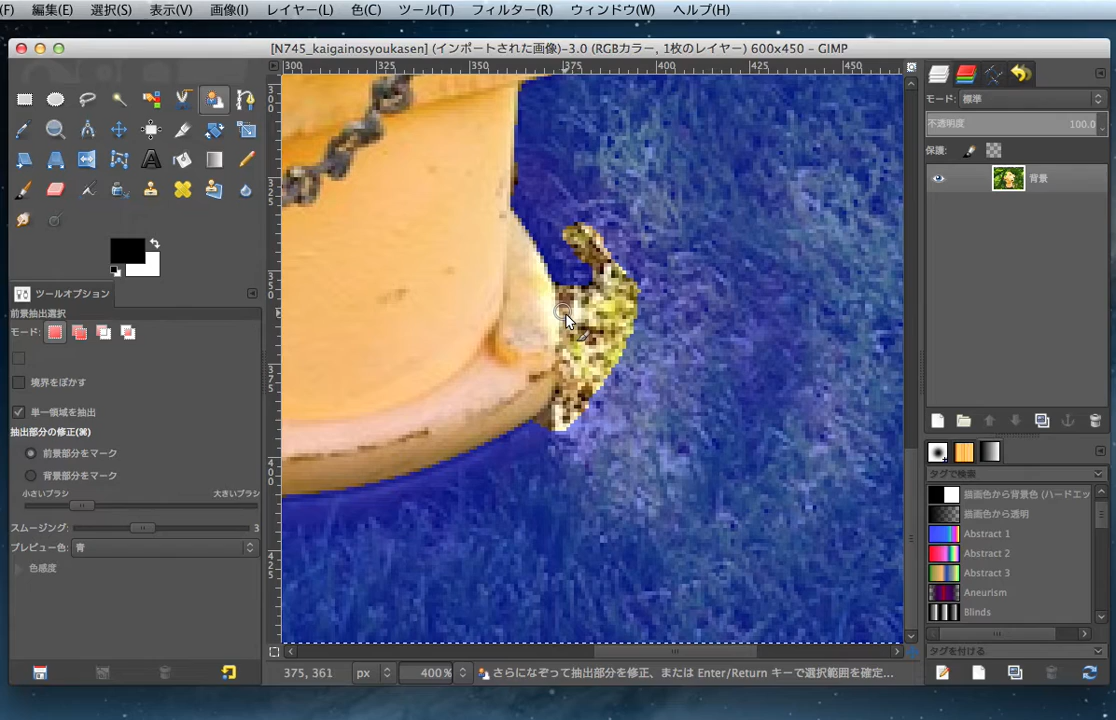 (F) 編集(E) 選択(S) 表示(V) 画像(I) レイヤー(L) 色(C) ツール(T) フィルター(R) ウィンドウ(W) ヘルプ(H)
[N745_kaigainosyoukasen] (インポートされた画像)-3.0 (RGBカラー, 1枚のレイヤー) 600x450 – GIMP
300 325 350 375 400 425 450
300
325
350
375
400
425
モード: 標準
不透明度 100.0
保護:
背景
ツールオプション
前景抽出選択
モード:
境界をぼかす
単一領域を抽出
抽出部分の修正(⌘)
前景部分をマーク
背景部分をマーク
小さいブラシ 大きいブラシ
スムージング: 3
プレビュー色: 青
色感度
タグで検索
描画色から背景色 (ハードエッ
描画色から透明
Abstract 1
Abstract 2
Abstract 3
Aneurism
Blinds
タグを付ける
375, 361 px 400% さらになぞって抽出部分を修正、または Enter/Return キーで選択範囲を確定...